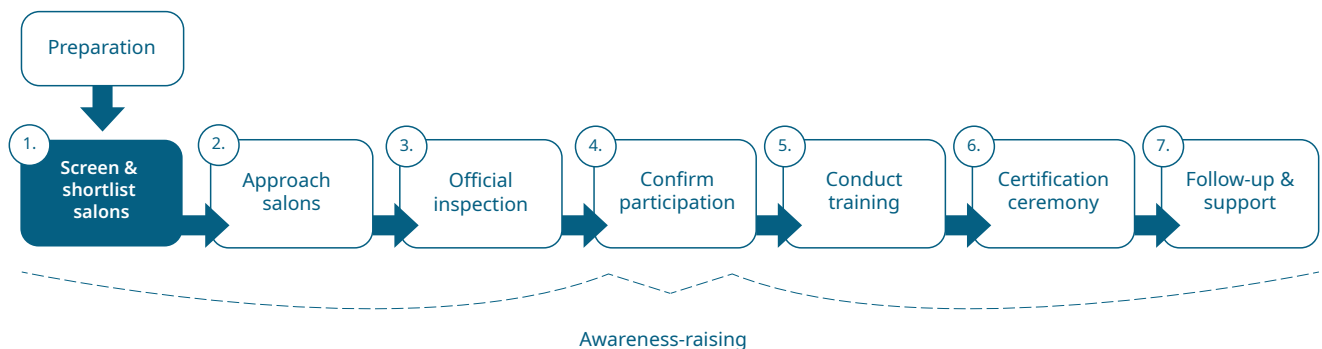 Preparation
1.
Screen &
shortlist
salons
2.
Approach
salons
3.
Official
inspection
4.
Confirm
participation
5.
Conduct
training
6.
Certification
ceremony
7.
Follow-up &
support
Awareness-raising